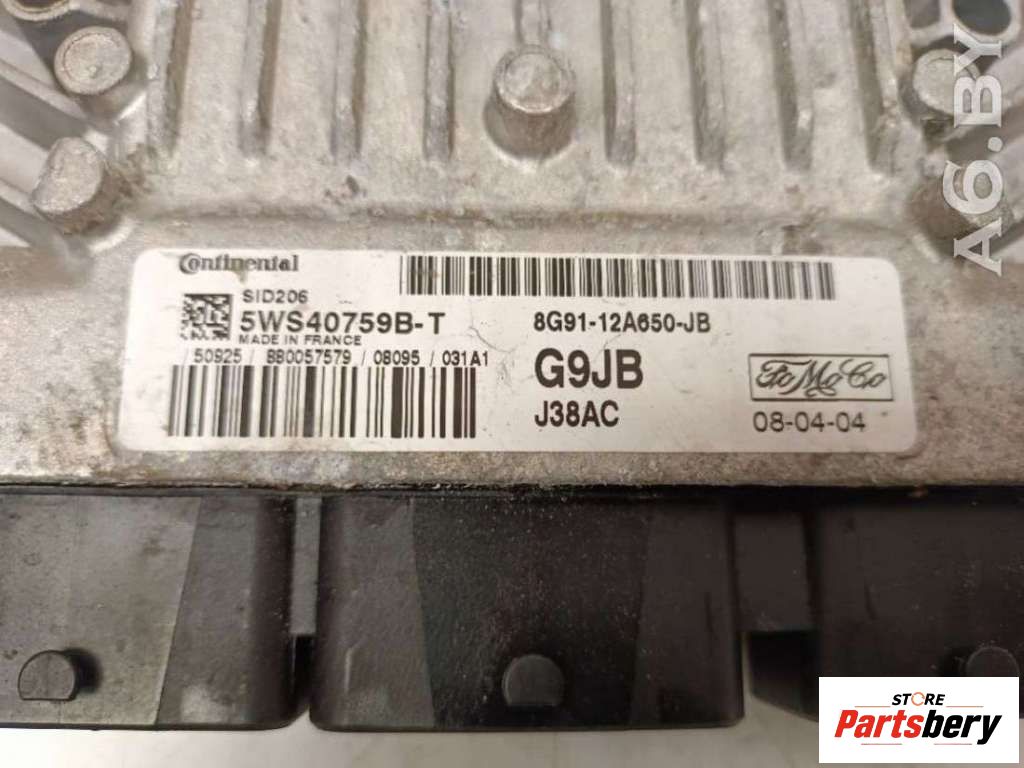 Continental
SID206
5WS40759B-T
MADE IN FRANCE
/ 50925 / 880057579 / 08095 / 031A1
8G91-12A650-JB
G9JB
J38AC
FoMoCo
08-04-04
A6.BY
STORE
Partsbery